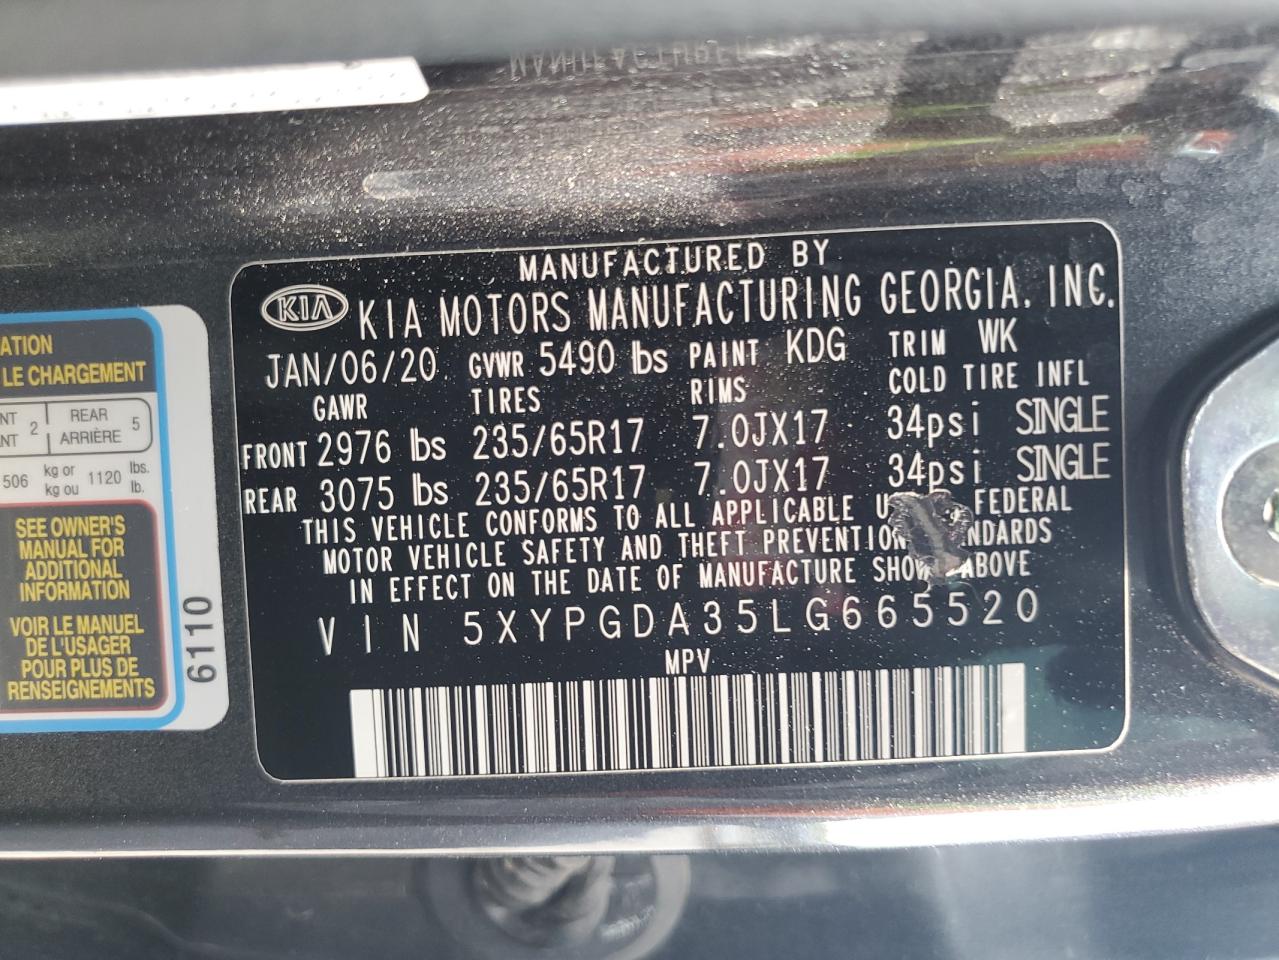 MANUFACTURED BY
KIA KIA MOTORS MANUFACTURING GEORGIA, INC.
JAN/06/20 GVWR 5490 lbs PAINT KDG TRIM WK
GAWR TIRES RIMS COLD TIRE INFL
FRONT 2976 lbs 235/65R17 7.0JX17 34psi SINGLE
REAR 3075 lbs 235/65R17 7.0JX17 34psi SINGLE
THIS VEHICLE CONFORMS TO ALL APPLICABLE FEDERAL
MOTOR VEHICLE SAFETY AND THEFT PREVENTION
IN EFFECT ON THE DATE OF MANUFACTURE ABOVE
VIN 5XYPGDA35LG665520
MPV
LE CHARGEMENT
2 REAR 5
ARRIÈRE
506 kg or 1120 lbs.
kg ou lb.
SEE OWNER'S
MANUAL FOR
ADDITIONAL
INFORMATION
VOIR LE MANUEL
DE L'USAGER
POUR PLUS DE
RENSEIGNEMENTS
6110